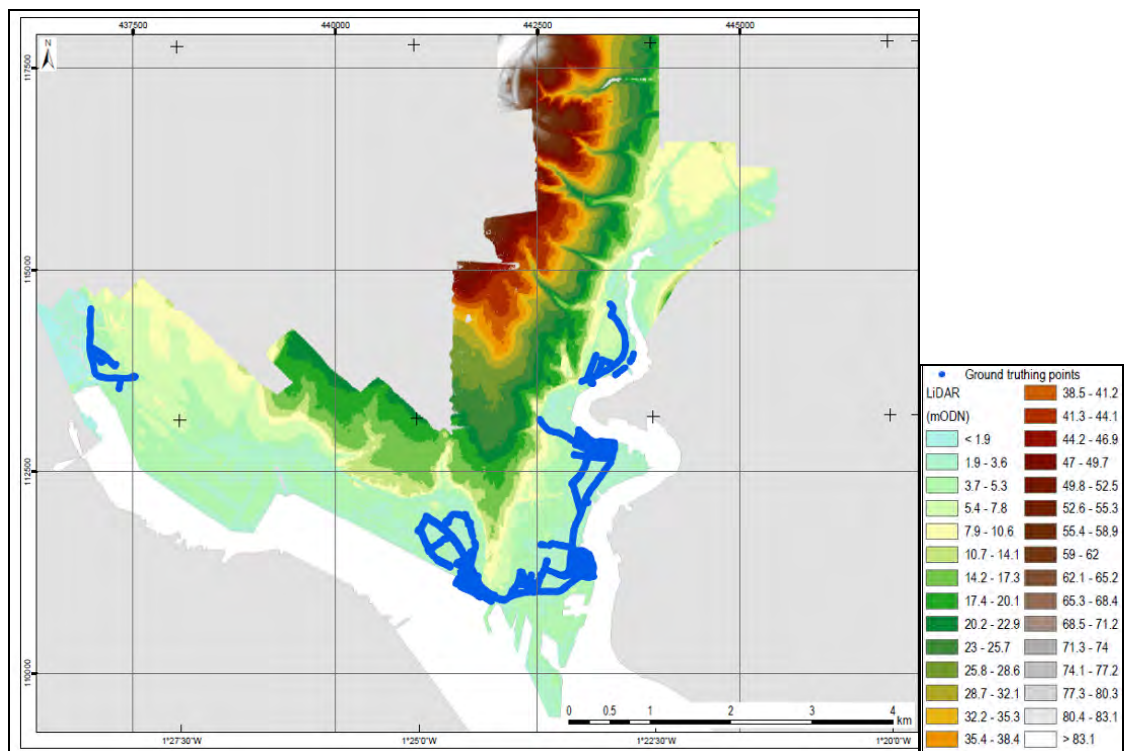 437500 440000 442500 445000
N
117500
115000
112500
110000
0 0.5 1 2 3 4
km
1°27'30"W 1°25'0"W 1°22'30"W 1°20'0"W
Ground truthing points
LiDAR
(mODN)
< 1.9
1.9 - 3.6
3.7 - 5.3
5.4 - 7.8
7.9 - 10.6
10.7 - 14.1
14.2 - 17.3
17.4 - 20.1
20.2 - 22.9
23 - 25.7
25.8 - 28.6
28.7 - 32.1
32.2 - 35.3
35.4 - 38.4
38.5 - 41.2
41.3 - 44.1
44.2 - 46.9
47 - 49.7
49.8 - 52.5
52.6 - 55.3
55.4 - 58.9
59 - 62
62.1 - 65.2
65.3 - 68.4
68.5 - 71.2
71.3 - 74
74.1 - 77.2
77.3 - 80.3
80.4 - 83.1
> 83.1